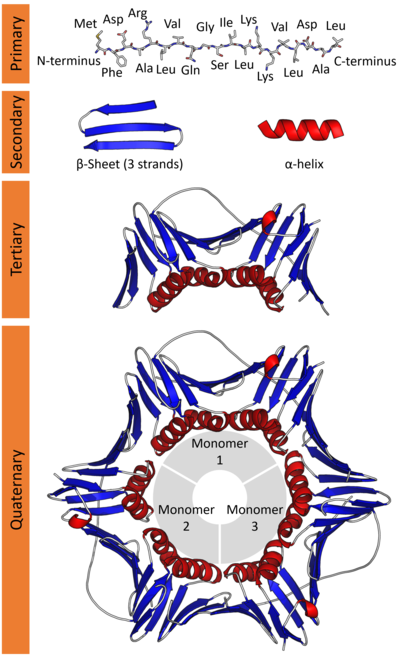 Primary
Met Asp Arg Val Gly Ile Lys Val Asp Leu
N-terminus C-terminus
Phe Ala Leu Gln Ser Leu Lys Leu Ala
Secondary
β-Sheet (3 strands) α-helix
Tertiary
Quaternary
Monomer
1
Monomer
2
Monomer
3